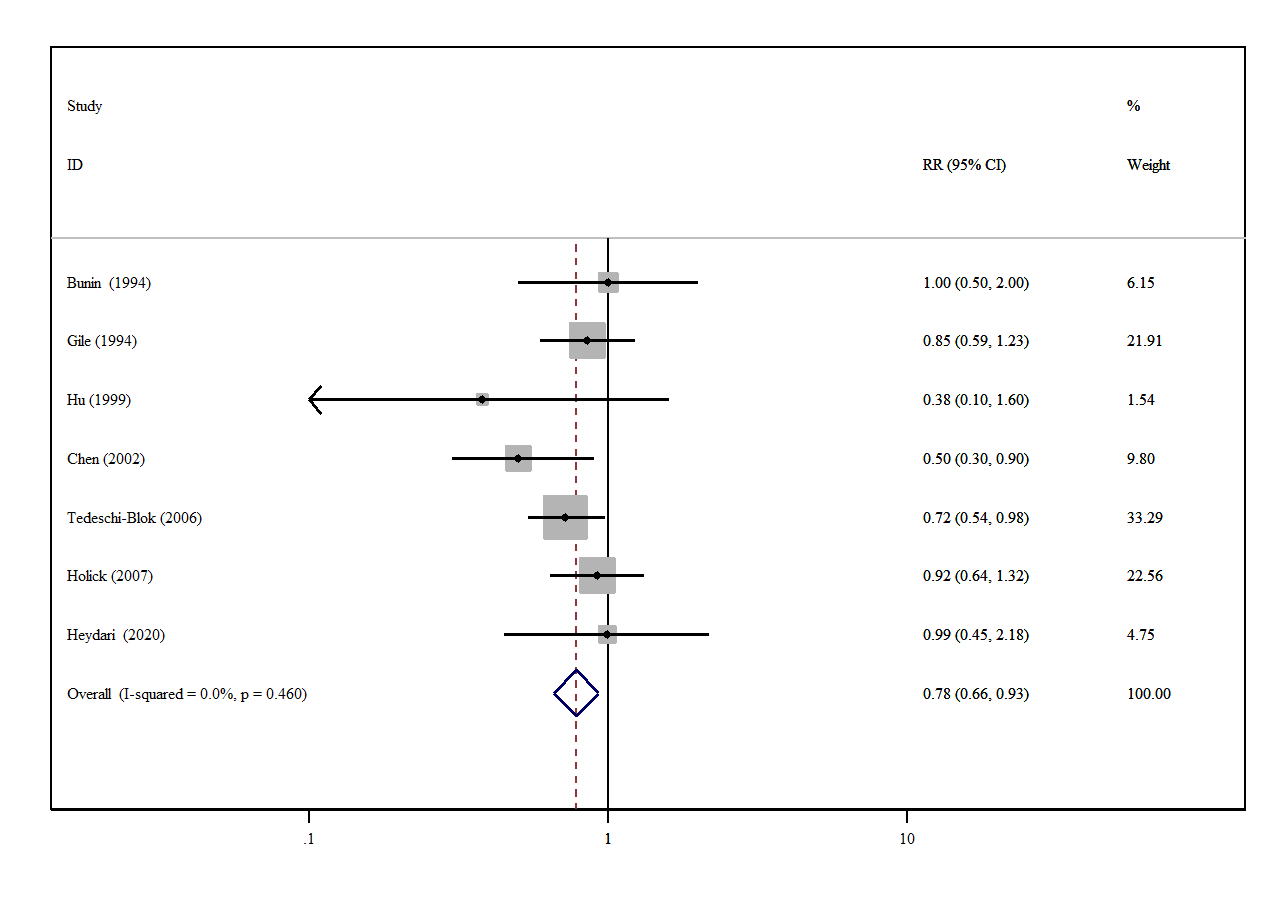 Study %
ID RR (95% CI) Weight
Bunin  (1994) 1.00 (0.50, 2.00) 6.15
Gile (1994) 0.85 (0.59, 1.23) 21.91
Hu (1999) 0.38 (0.10, 1.60) 1.54
Chen (2002) 0.50 (0.30, 0.90) 9.80
Tedeschi-Blok (2006) 0.72 (0.54, 0.98) 33.29
Holick (2007) 0.92 (0.64, 1.32) 22.56
Heydari  (2020) 0.99 (0.45, 2.18) 4.75
Overall  (I-squared = 0.0%, p = 0.460) 0.78 (0.66, 0.93) 100.00
.1 1 10